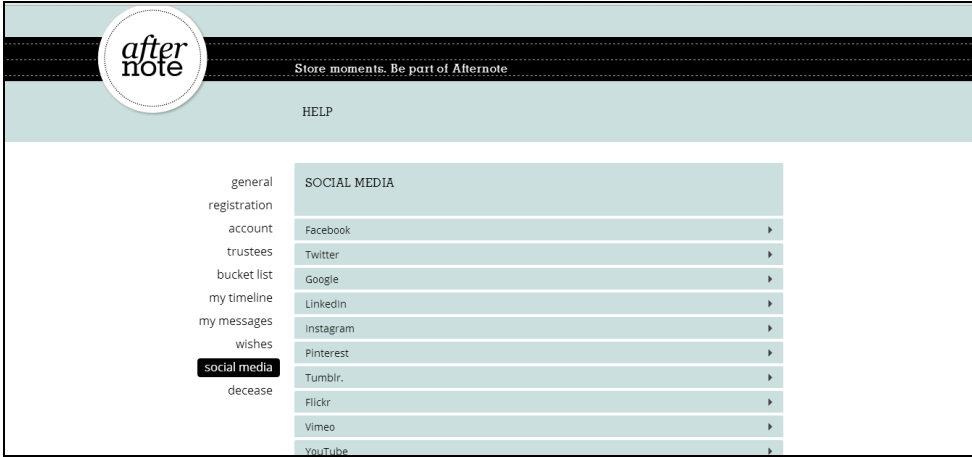 after
note
Store moments. Be part of Afternote
HELP
general
registration
account
trustees
bucket list
my timeline
my messages
wishes
social media
decease
SOCIAL MEDIA
Facebook
Twitter
Google
LinkedIn
Instagram
Pinterest
Tumblr.
Flickr
Vimeo
YouTube